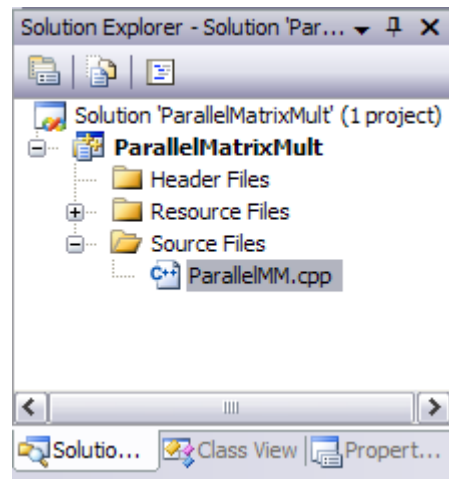 Solution Explorer - Solution 'Par...
Solution 'ParallelMatrixMult' (1 project)
ParallelMatrixMult
Header Files
Resource Files
Source Files
C++ ParallelMM.cpp
Solutio... Class View Propert...